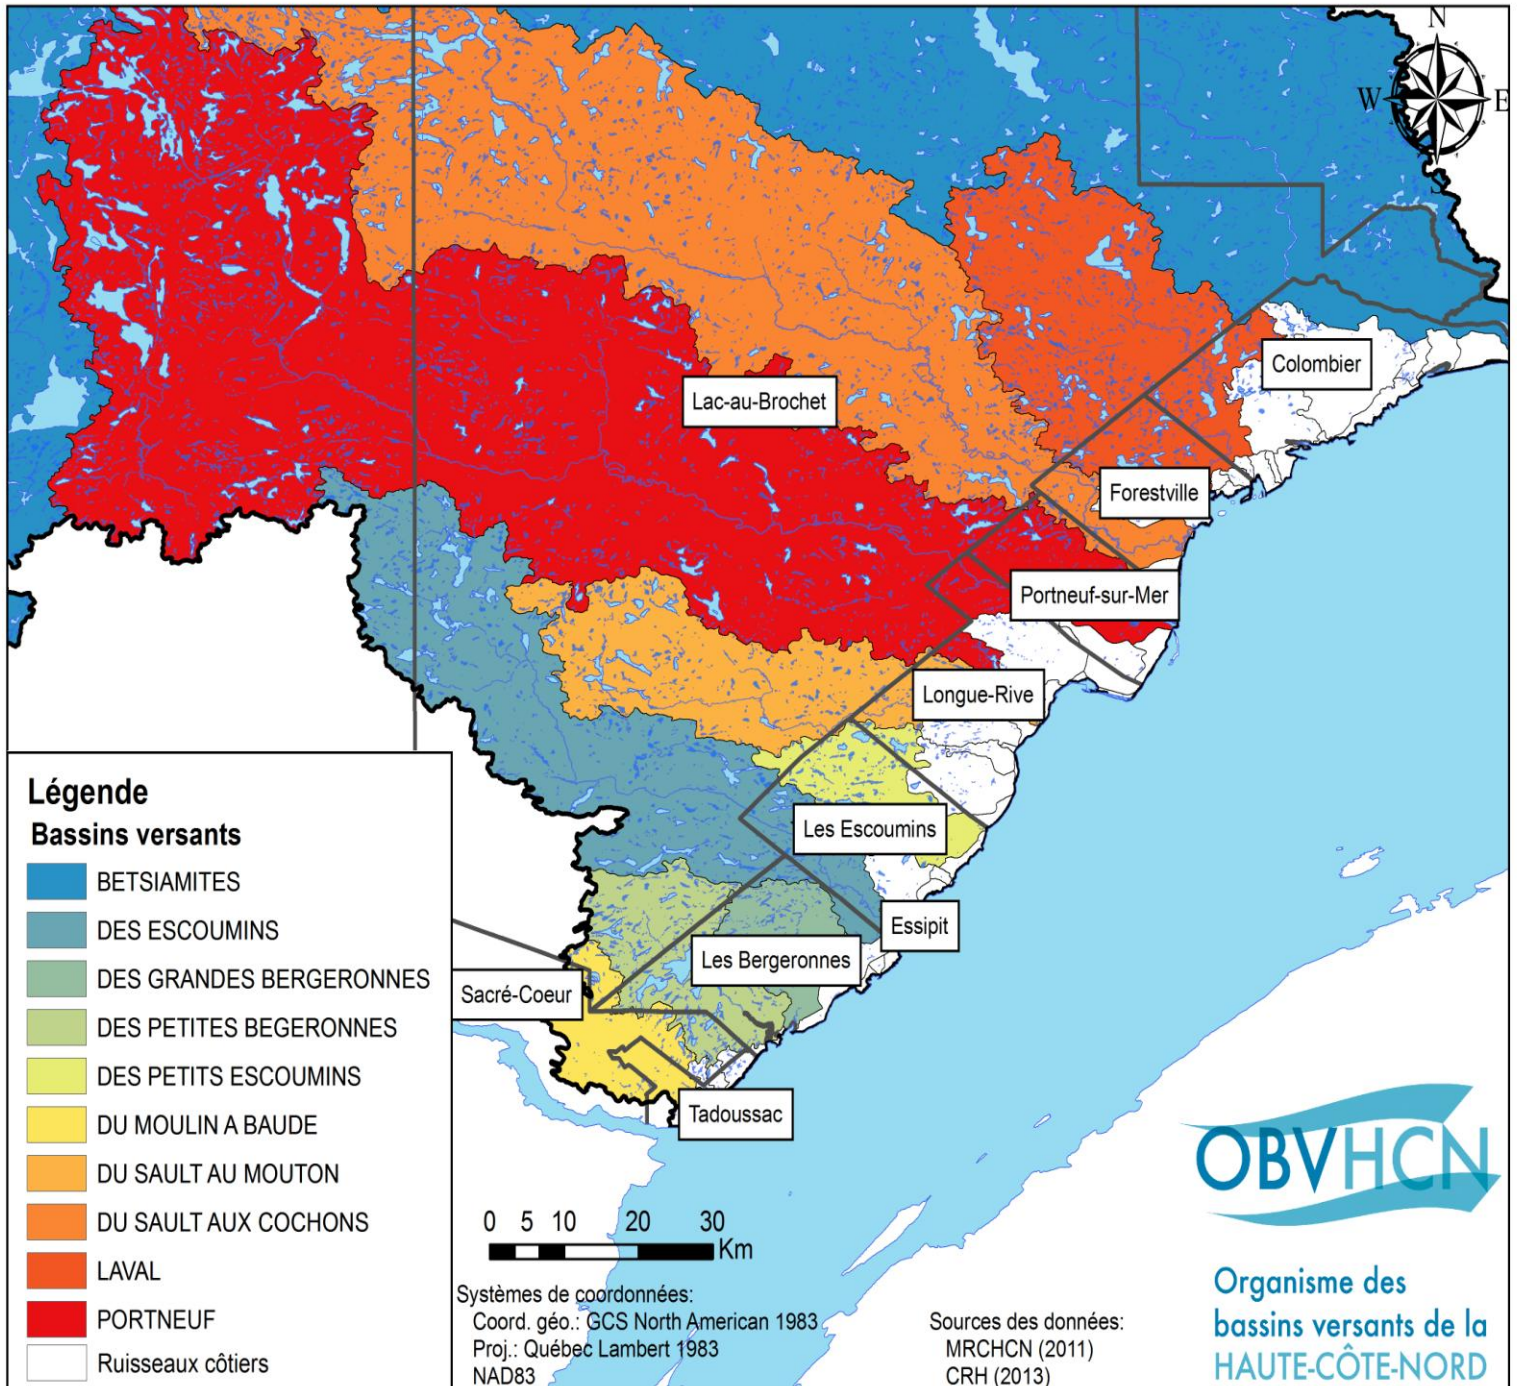 N
W
E
S
Colombier
Lac-au-Brochet
Forestville
Portneuf-sur-Mer
Longue-Rive
Les Escoumins
Essipit
Les Bergeronnes
Sacré-Coeur
Tadoussac
Légende
Bassins versants
BETSIAMITES
DES ESCOUMINS
DES GRANDES BERGERONNES
DES PETITES BEGERONNES
DES PETITS ESCOUMINS
DU MOULIN A BAUDE
DU SAULT AU MOUTON
DU SAULT AUX COCHONS
LAVAL
PORTNEUF
Ruisseaux côtiers
0 5 10 20 30
Km
Systèmes de coordonnées:
Coord. géo.: GCS North American 1983
Proj.: Québec Lambert 1983
NAD83
Sources des données:
MRCHCN (2011)
CRH (2013)
OBVHCN
Organisme des
bassins versants de la
HAUTE-CÔTE-NORD